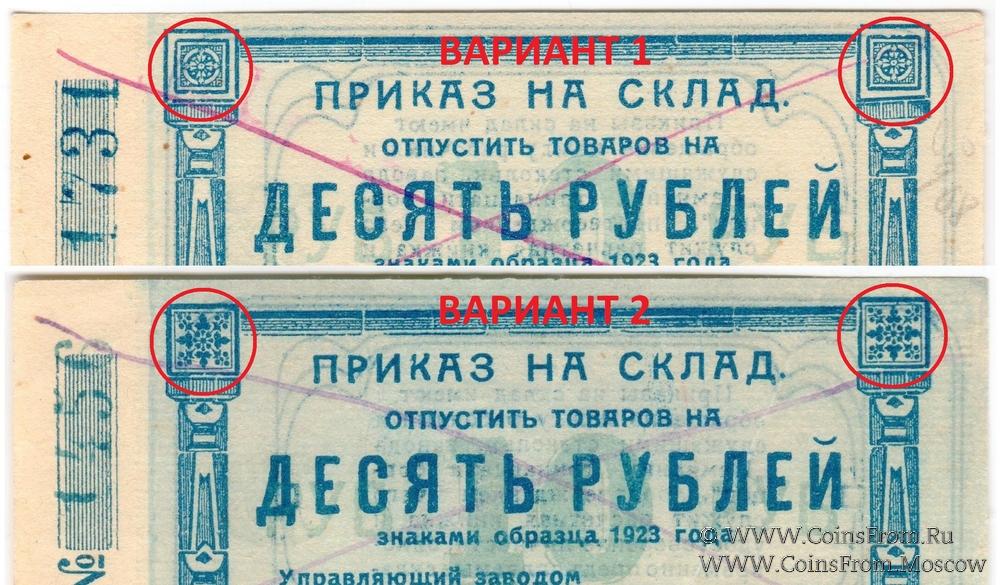 ВАРИАНТ 1
ПРИКАЗ НА СКЛАД.
ОТПУСТИТЬ ТОВАРОВ НА
ДЕСЯТЬ РУБЛЕЙ
знаками образца 1923 года
1731
ВАРИАНТ 2
ПРИКАЗ НА СКЛАД.
ОТПУСТИТЬ ТОВАРОВ НА
ДЕСЯТЬ РУБЛЕЙ
знаками образца 1923 года
Управляющий заводом
№
© WWW.CoinsFrom.Ru
WWW.CoinsFrom.Moscow